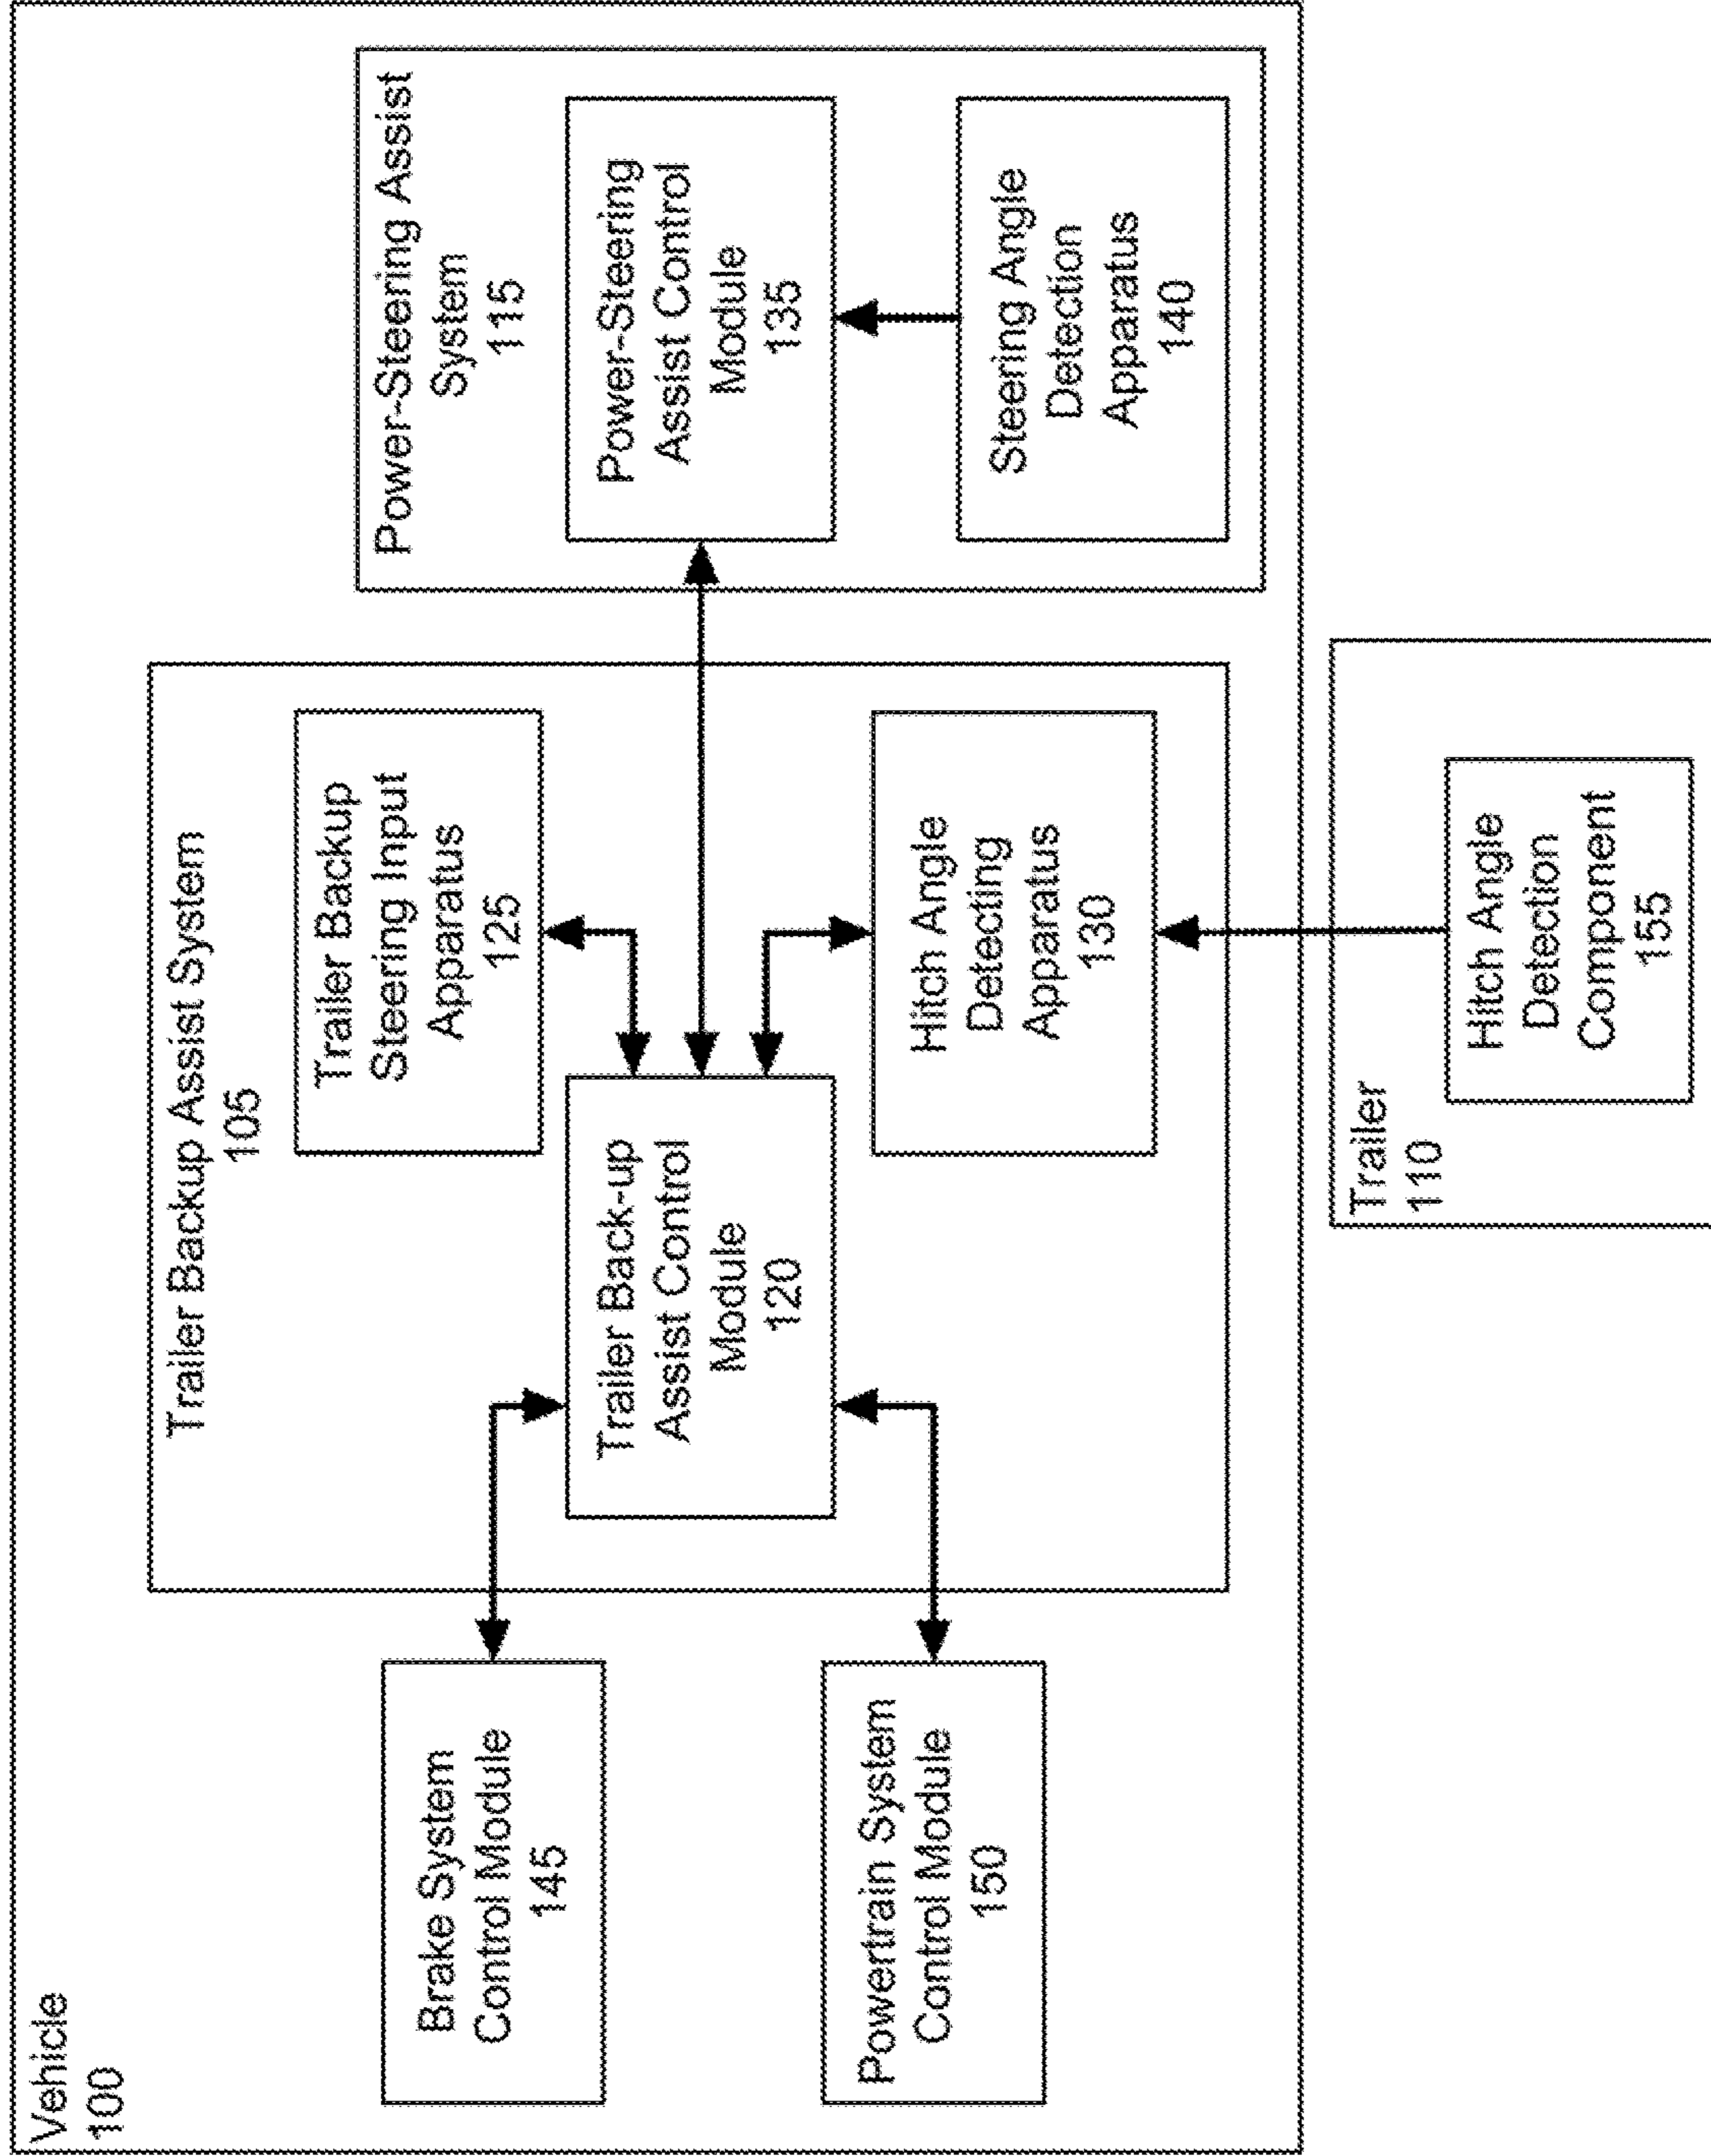 Vehicle
100
Trailer Backup Assist System
105
Power-Steering Assist
System
115
Brake System
Control Module
145
Trailer Backup
Steering Input
Apparatus
125
Trailer Back-up
Assist Control
Module
120
Power-Steering
Assist Control
Module
135
Powertrain System
Control Module
150
Hitch Angle
Detecting
Apparatus
130
Steering Angle
Detection
Apparatus
140
Trailer
110
Hitch Angle
Detection
Component
155